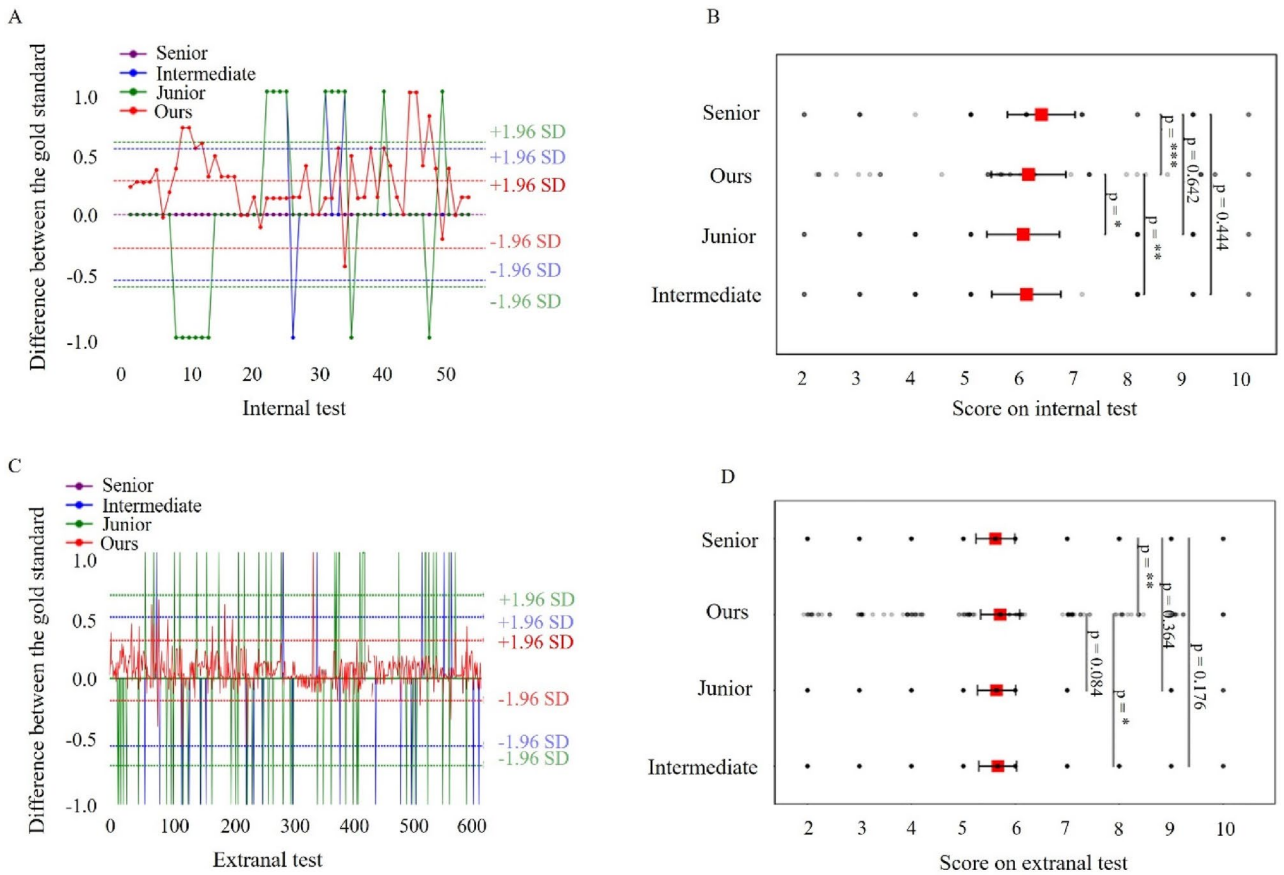 A
Difference between the gold standard
Senior
Intermediate
Junior
Ours
1.0
0.5
0.0
-0.5
-1.0
+1.96 SD
+1.96 SD
+1.96 SD
-1.96 SD
-1.96 SD
-1.96 SD
0 10 20 30 40 50
Internal test
B
Senior
Ours
Junior
Intermediate
p = ***
p = 0.642
p = 0.444
p = *
p = **
2 3 4 5 6 7 8 9 10
Score on internal test
C
Difference between the gold standard
Senior
Intermediate
Junior
Ours
1.0
0.5
0.0
-0.5
-1.0
+1.96 SD
+1.96 SD
+1.96 SD
-1.96 SD
-1.96 SD
-1.96 SD
0 100 200 300 400 500 600
Extranal test
D
Senior
Ours
Junior
Intermediate
p = **
p = 0.364
p = 0.176
p = 0.084
p = *
2 3 4 5 6 7 8 9 10
Score on extranal test